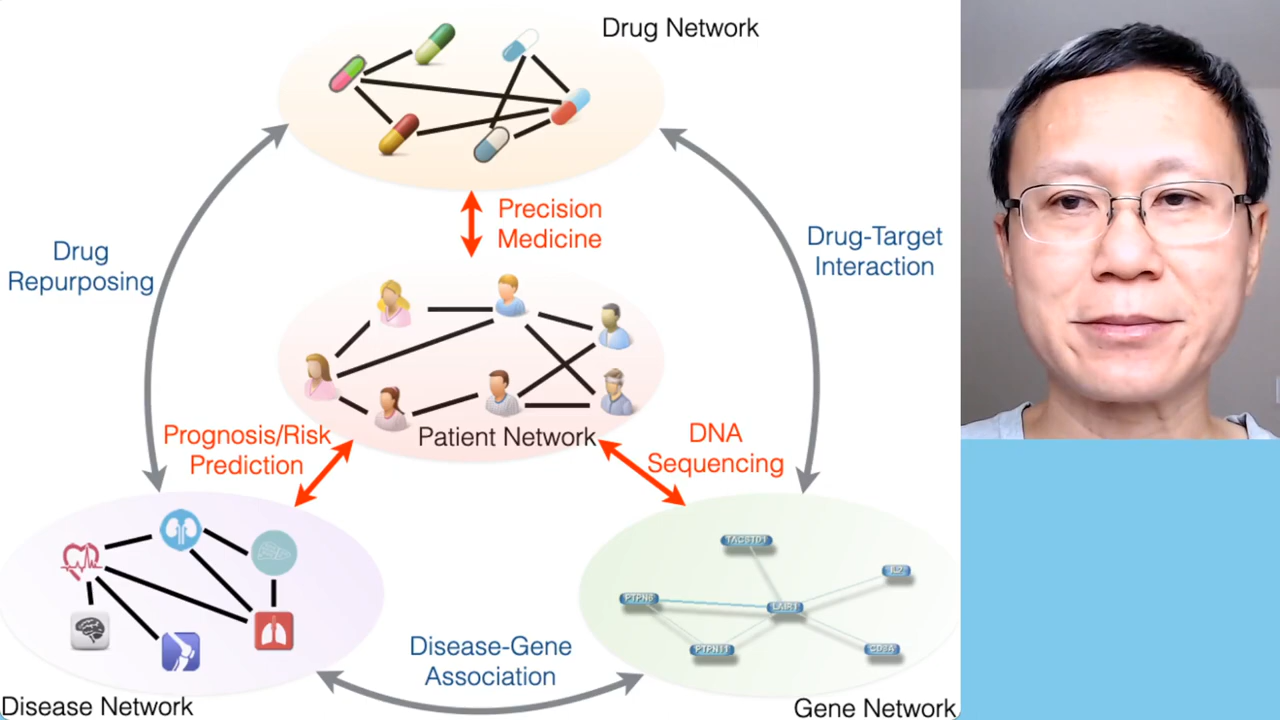 Drug Network
Precision
Medicine
Drug
Repurposing
Drug-Target
Interaction
Prognosis/Risk
Prediction
Patient Network
DNA
Sequencing
TACSTD1
IL2
PTPN6
LAIR1
PTPN11
Disease-Gene
Association
Disease Network
Gene Network